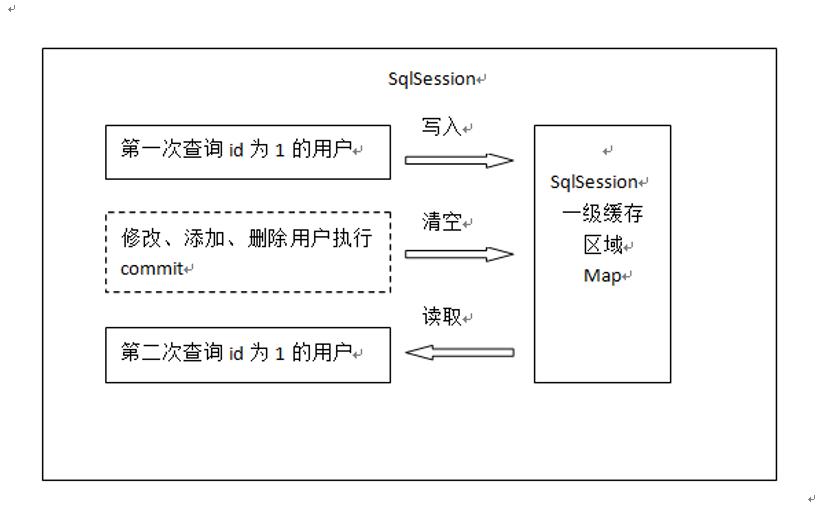 SqlSession
写入
第一次查询 id 为 1 的用户
清空
修改、添加、删除用户执行
commit
读取
第二次查询 id 为 1 的用户
SqlSession
一级缓存
区域
Map